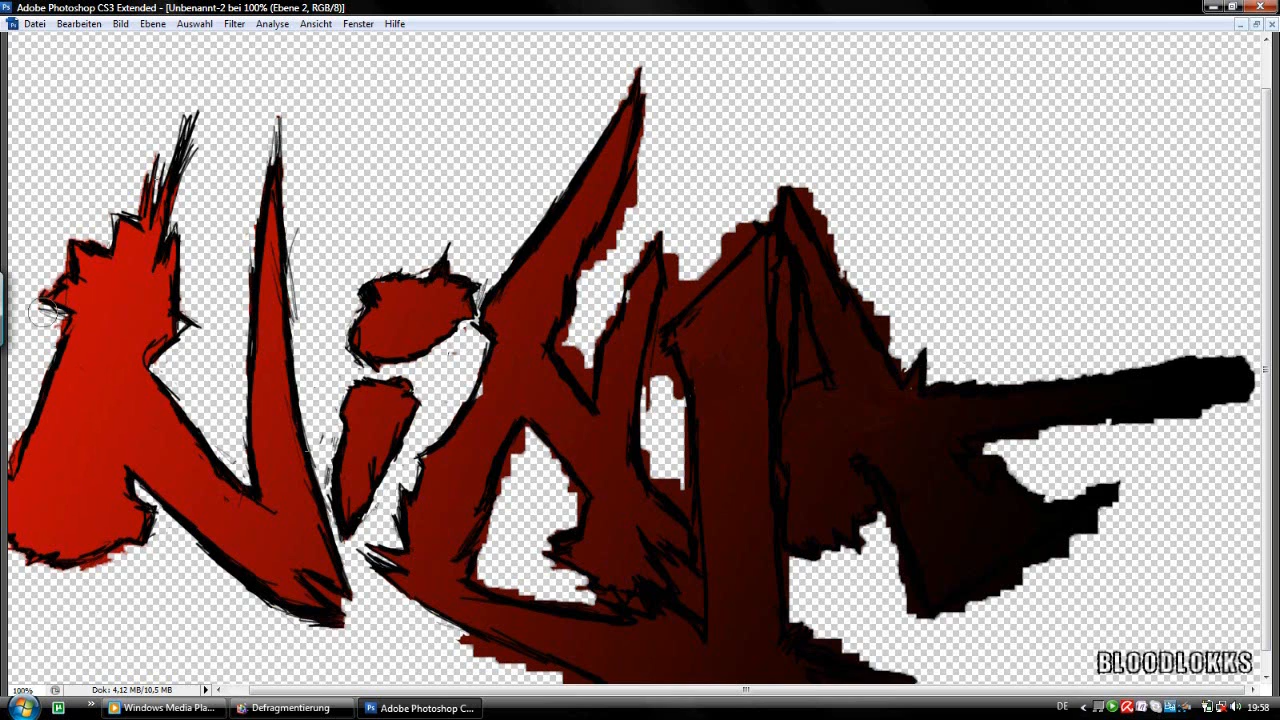 Adobe Photoshop CS3 Extended - [Unbenannt-2 bei 100% (Ebene 2, RGB/8)]
Datei Bearbeiten Bild Ebene Auswahl Filter Analyse Ansicht Fenster Hilfe
NiNJA
BLOODLOKKS
100% Dok: 4,12 MB/10,5 MB
Windows Media Pla... Defragmentierung Adobe Photoshop C... DE 19:58